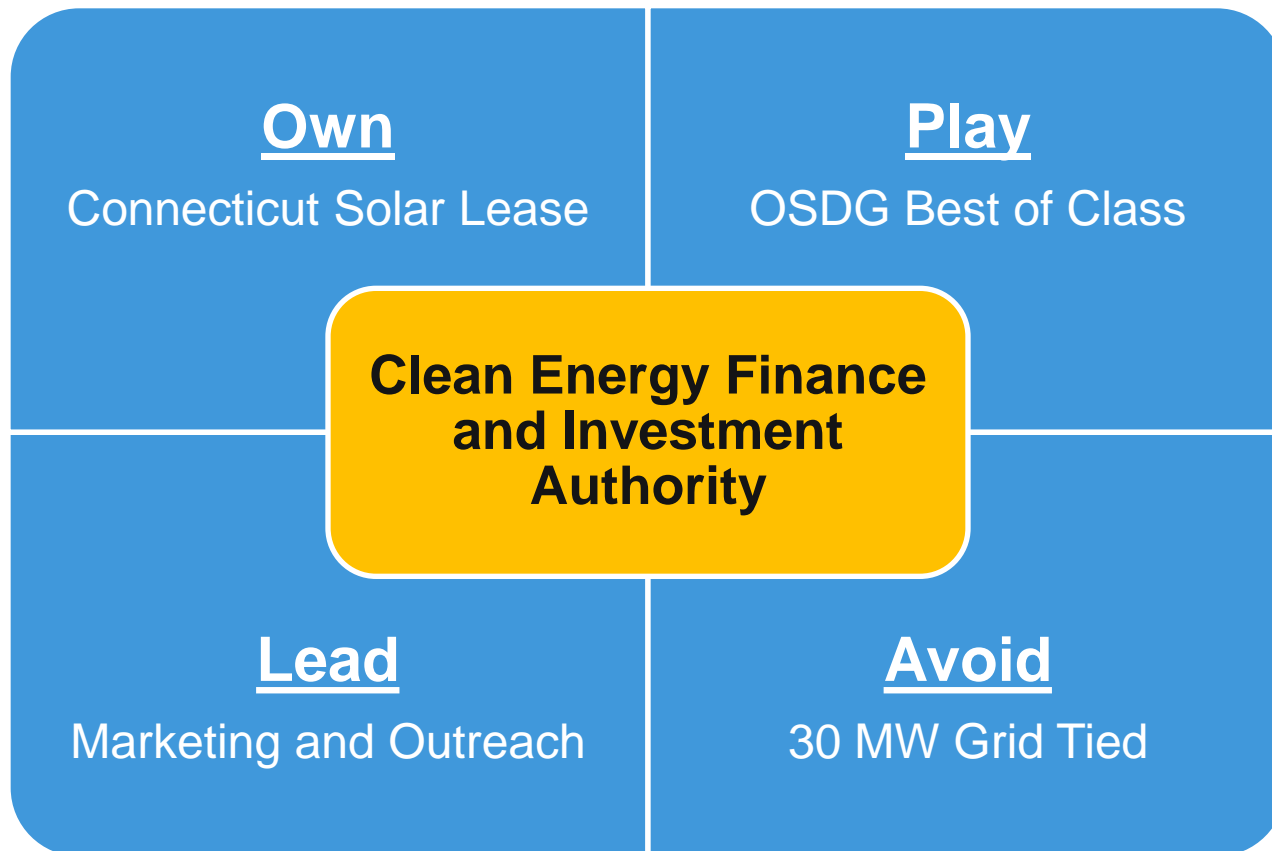 Own
Connecticut Solar Lease
Play
OSDG Best of Class
Clean Energy Finance
and Investment
Authority
Lead
Marketing and Outreach
Avoid
30 MW Grid Tied